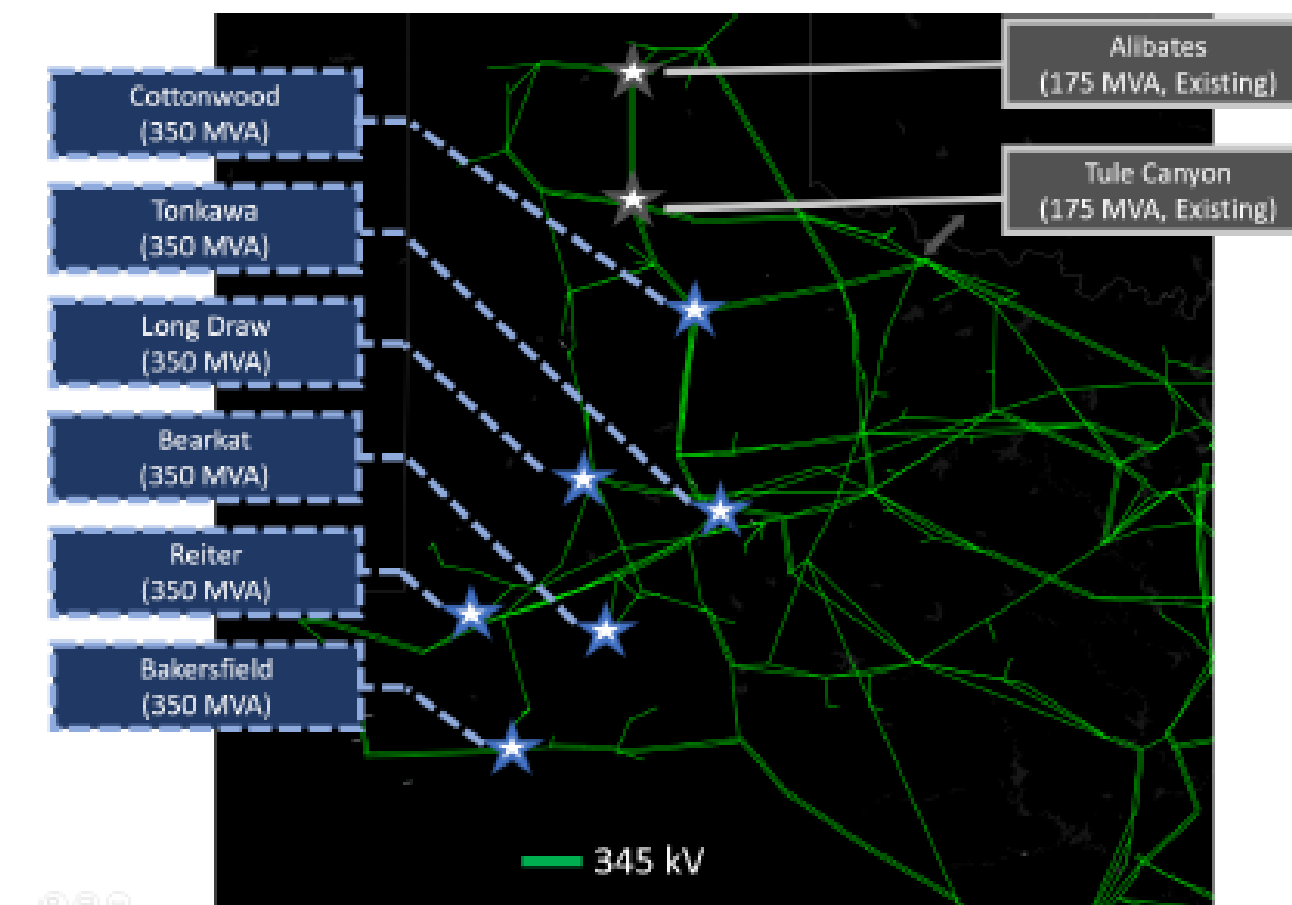 Cottonwood
(350 MVA)
Tonkawa
(350 MVA)
Long Draw
(350 MVA)
Bearkat
(350 MVA)
Reiter
(350 MVA)
Bakersfield
(350 MVA)
Alibates
(175 MVA, Existing)
Tule Canyon
(175 MVA, Existing)
345 kV